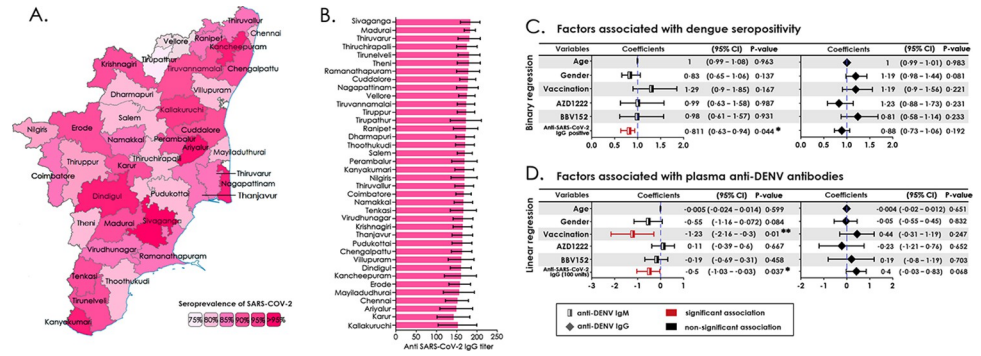 A.
Thiruvallur
Chennai
Ranipet
Vellore
Kancheepuram
Tirupathur
Tiruvannamalai
Chengalpattu
Krishnagiri
Dharmapuri
Villupuram
Kallakuruchi
Salem
Nilgiris
Erode
Cuddalore
Namakkal
Perambalur
Ariyalur
Mayiladuthurai
Thiruppur
Thiruchirapalli
Coimbatore
Karur
Thiruvarur
Nagapattinam
Thanjavur
Dindigul
Pudukottai
Sivaganga
Theni
Madurai
Virudhunagar
Ramanathapuram
Tenkasi
Thoothukudi
Tirunelveli
Kanyakumari
Seroprevalence of SARS-COV-2
75% 80% 85% 90% 95% >95%
B.
Sivaganga
Madurai
Thiruvarur
Thiruchirapalli
Tirunelveli
Theni
Ramanathapuram
Cuddalore
Nagapattinam
Vellore
Tiruvannamalai
Tirupur
Tirupathur
Ranipet
Dharmapuri
Thoothukudi
Salem
Perambalur
Kanyakumari
Nilgiris
Thiruvallur
Coimbatore
Namakkal
Tenkasi
Virudhunagar
Krishnagiri
Thanjavur
Pudukattai
Chengalpattu
Villupuram
Dindigul
Kancheepuram
Erode
Mayiladuthurai
Chennai
Ariyalur
Karur
Kallakuruchi
0 50 100 150 200 250
Anti SARS-CoV-2 IgG titer
C. Factors associated with dengue seropositivity
Variables Coefficients (95% CI) P-value Coefficients (95% CI) P-value
Binary regression
Age 1 (0·99 – 1·08) 0·963 1 (0·99 – 1·01) 0·983
Gender 0·83 (0·65 – 1·06) 0·137 1·19 (0·98 – 1·44) 0·081
Vaccination 1·29 (0·9 – 1·85) 0·167 1·19 (0·9 – 1·56) 0·221
AZD1222 0·99 (0·63 – 1·58) 0·987 1·23 (0·88 – 1·73) 0·231
BBV152 0·98 (0·61 – 1·57) 0·931 0·81 (0·58 – 1·14) 0·233
Anti-SARS-CoV-2
IgG positive 0·811 (0·63 – 0·94) 0·044 * 0·88 (0·73 – 1·06) 0·192
0.0 0.5 1.0 1.5 2.0 0.0 0.5 1.0 1.5 2.0
D. Factors associated with plasma anti-DENV antibodies
Variables Coefficients (95% CI) P-value Coefficients (95% CI) P-value
Linear regression
Age -0·005 (-0·024 – 0·014) 0·599 -0·004 (-0·02 – 0·012) 0·651
Gender -0·55 (-1·16 – 0·072) 0·084 -0·05 (-0·55 – 0·45) 0·832
Vaccination -1·23 (-2·16 – 0·3) 0·01 ** 0·44 (-0·31 – 1·19) 0·247
AZD1222 0·11 (-0·39 – 0·6) 0·667 -0·23 (-1·21 – 0·76) 0·652
BBV152 -0·19 (-0·69 – 0·31) 0·458 0·19 (-0·8 – 1·19) 0·703
Anti-SARS-CoV-2
IgG (100 units) -0·5 (-1·03 – 0·03) 0·037 * 0·4 (-0·03 – 0·83) 0·068
-3 -2 -1 0 1 -2 -1 0 1 2
anti-DENV IgM significant association
anti-DENV IgG non-significant association